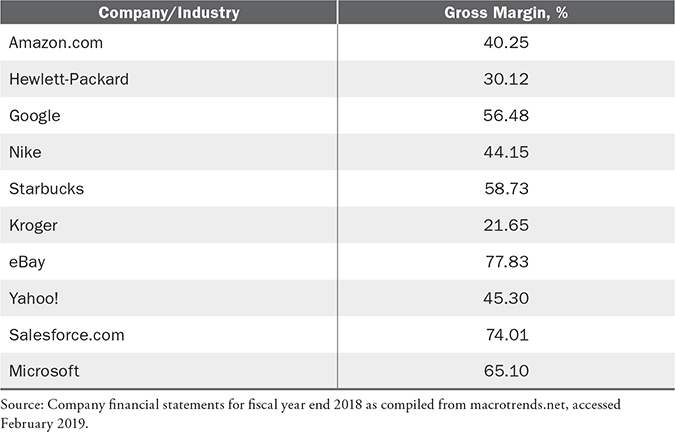 Company/Industry Gross Margin, %
Amazon.com 40.25
Hewlett-Packard 30.12
Google 56.48
Nike 44.15
Starbucks 58.73
Kroger 21.65
eBay 77.83
Yahoo! 45.30
Salesforce.com 74.01
Microsoft 65.10
Source: Company financial statements for fiscal year end 2018 as compiled from macrotrends.net, accessed
February 2019.